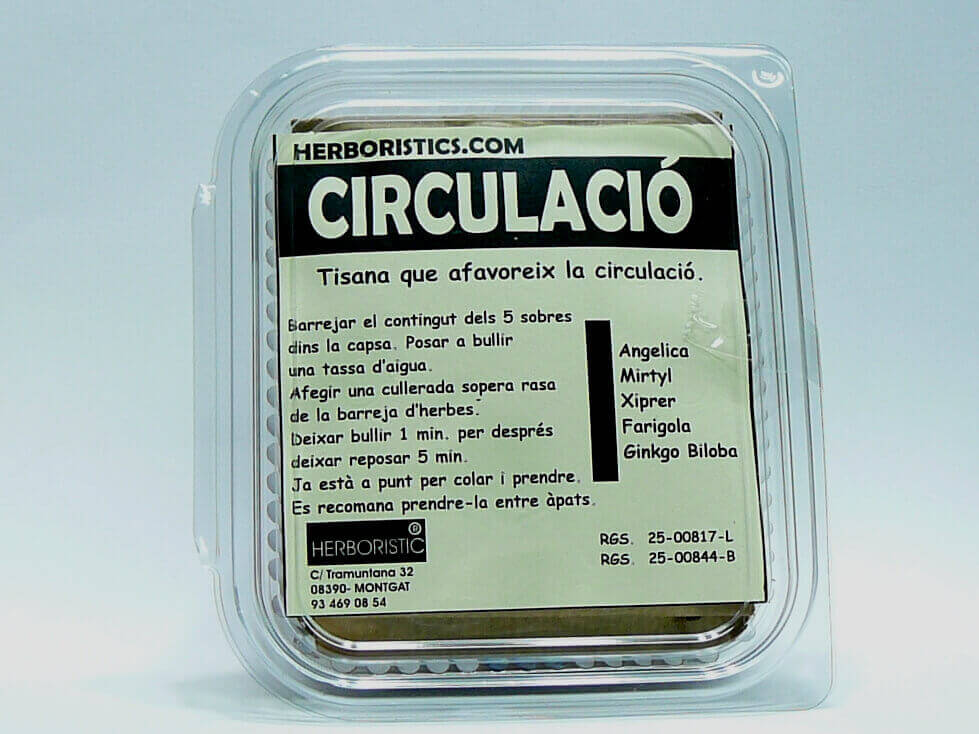 HERBORISTICS.COM
CIRCULACIÓ
Tisana que afavoreix la circulació.
Barrejar el contingut dels 5 sobres
dins la capsa. Posar a bullir
una tassa d'aigua.
Afegir una cullerada sopera rasa
de la barreja d'herbes.
Deixar bullir 1 min. per després
deixar reposar 5 min.
Ja està a punt per colar i prendre.
Es recomana prendre-la entre àpats.
Angelica
Mirtyl
Xiprer
Farigola
Ginkgo Biloba
HERBORISTIC ®
C/ Tramuntana 32
08390- MONTGAT
93 469 08 54
RGS. 25-00817-L
RGS. 25-00844-B